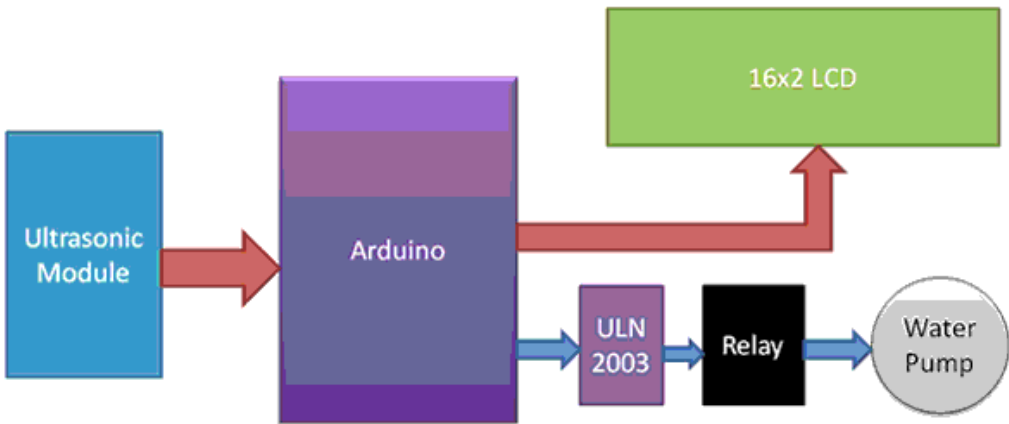 16x2 LCD
Ultrasonic
Module
Arduino
ULN
2003
Relay
Water
Pump